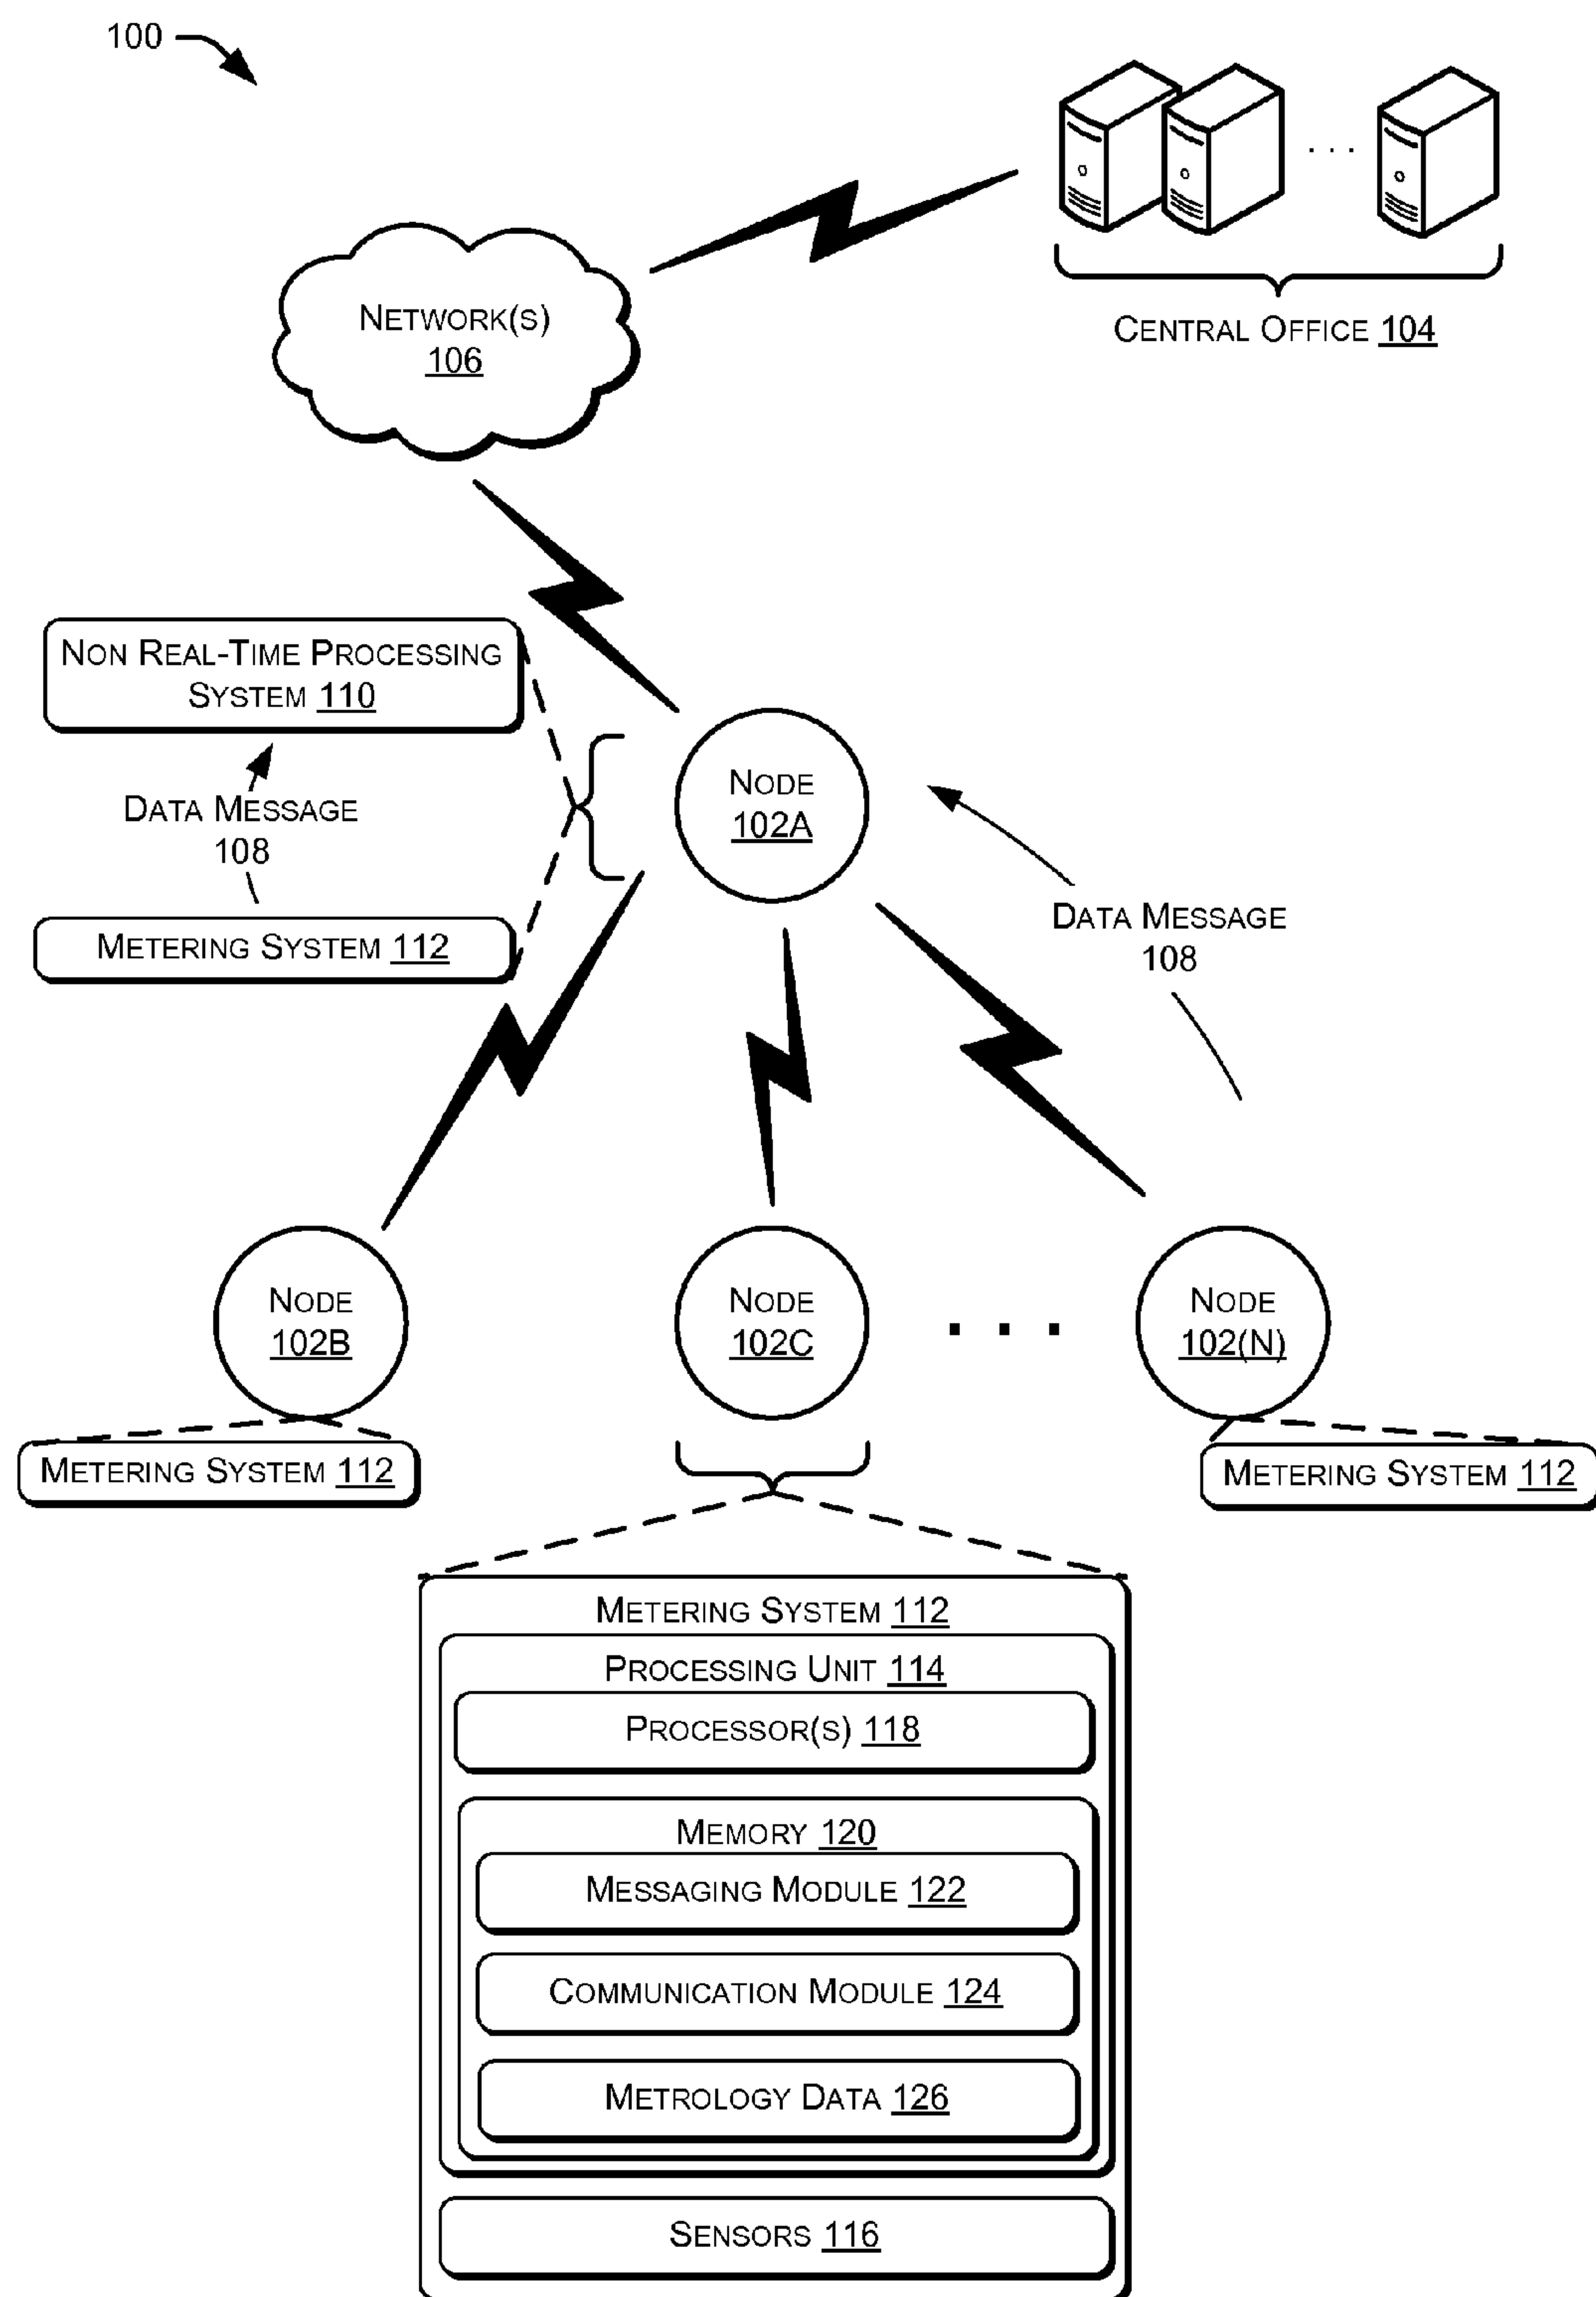 100
CENTRAL OFFICE 104
NETWORK(S)
106
NON REAL-TIME PROCESSING
SYSTEM 110
DATA MESSAGE
108
METERING SYSTEM 112
NODE
102A
DATA MESSAGE
108
NODE
102B
NODE
102C
. . .
NODE
102(N)
METERING SYSTEM 112
METERING SYSTEM 112
METERING SYSTEM 112
PROCESSING UNIT 114
PROCESSOR(S) 118
MEMORY 120
MESSAGING MODULE 122
COMMUNICATION MODULE 124
METROLOGY DATA 126
SENSORS 116